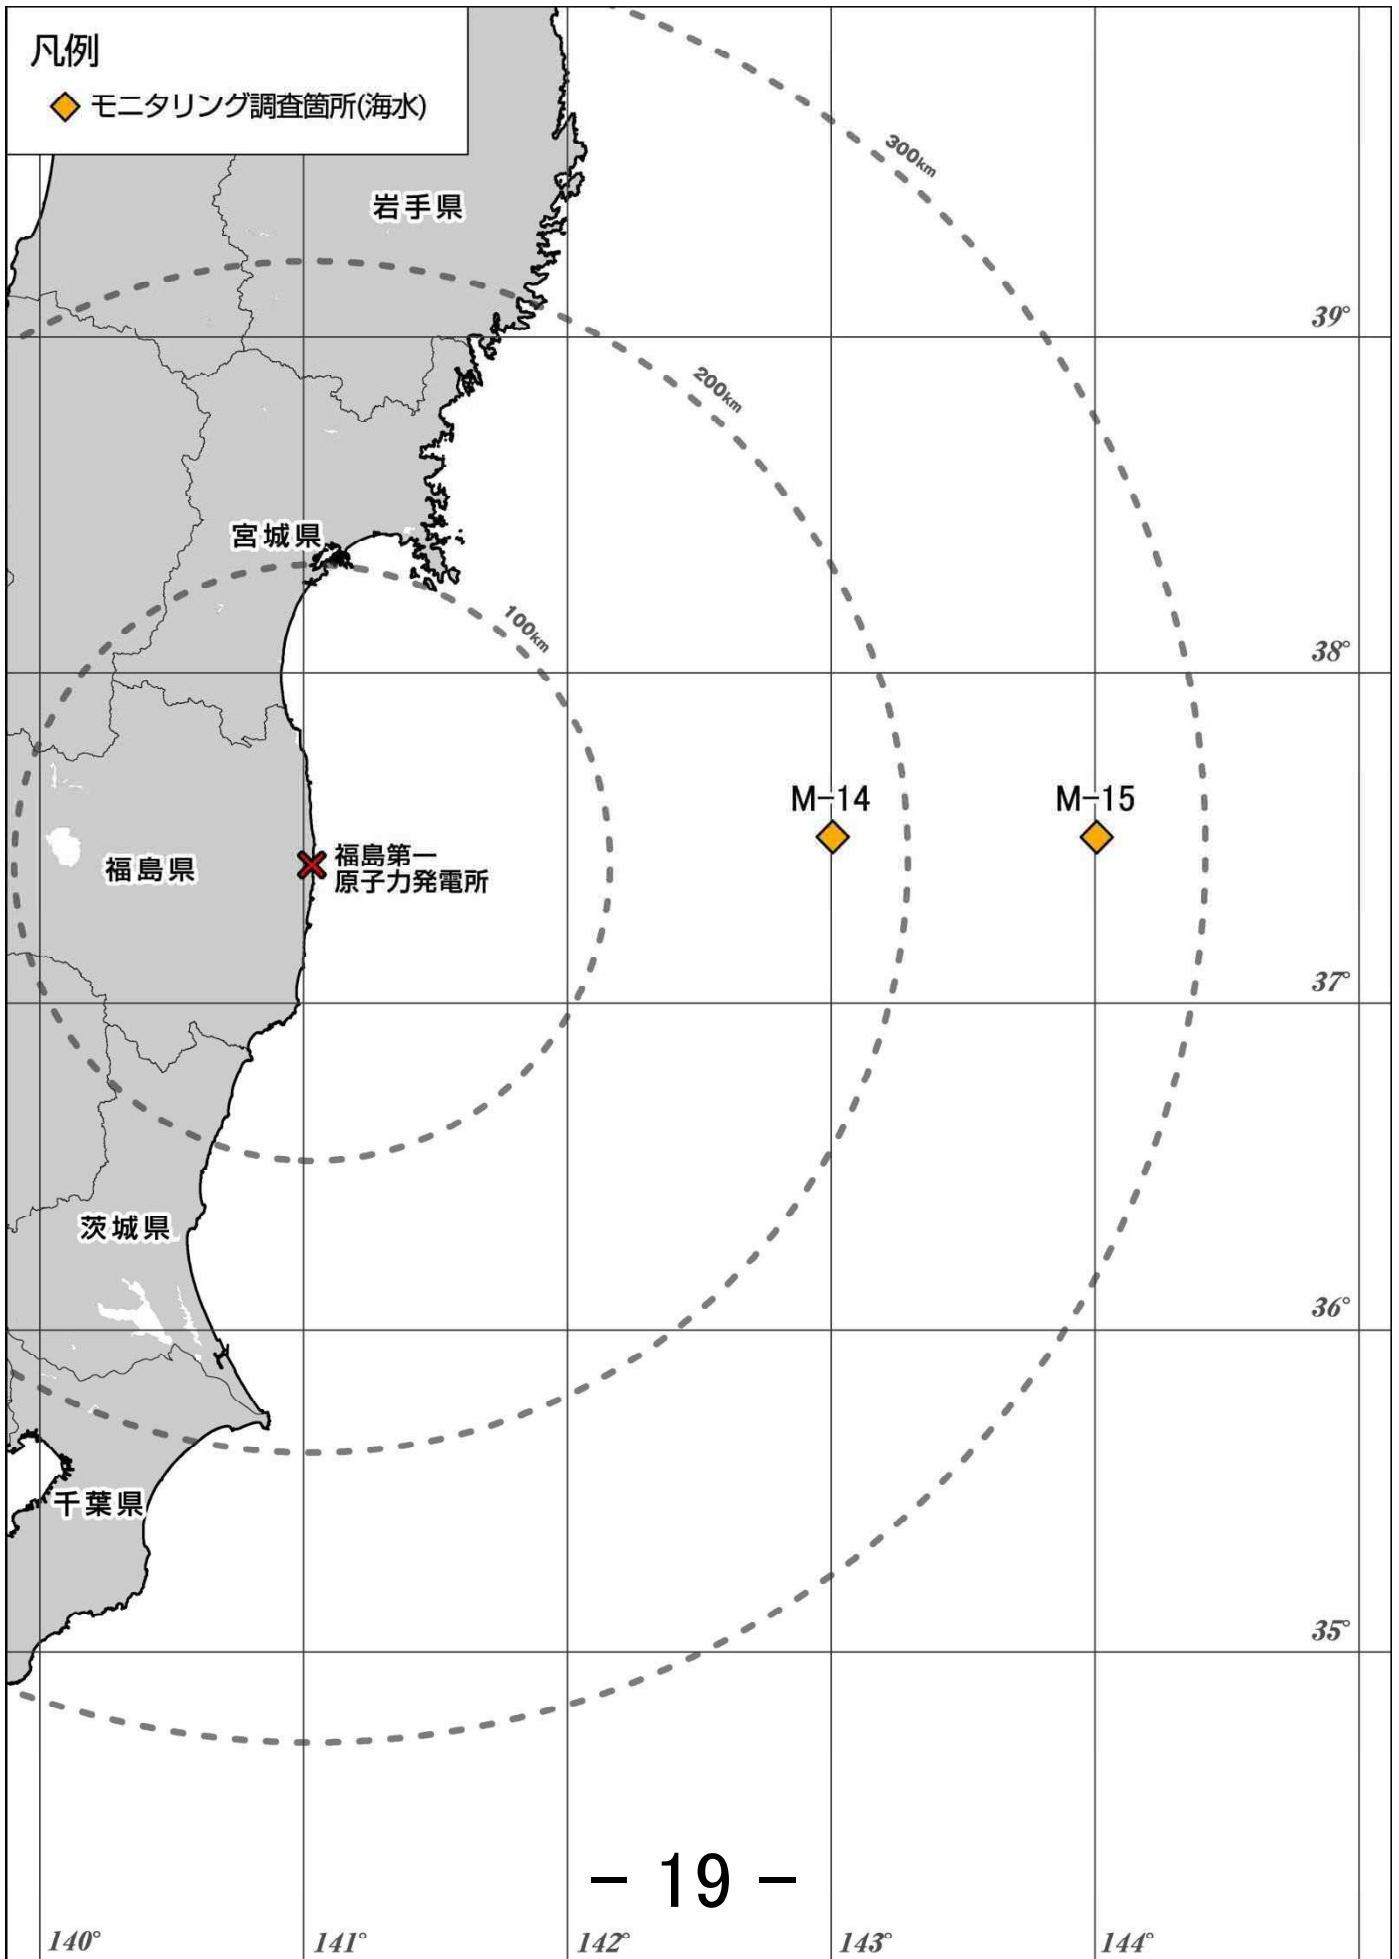 凡例
モニタリング調査箇所(海水)
300km
岩手県
39°
200km
宮城県
100km
38°
M-14
M-15
福島第一
原子力発電所
福島県
37°
茨城県
36°
千葉県
35°
- 19 -
140°
141°
142°
143°
144°